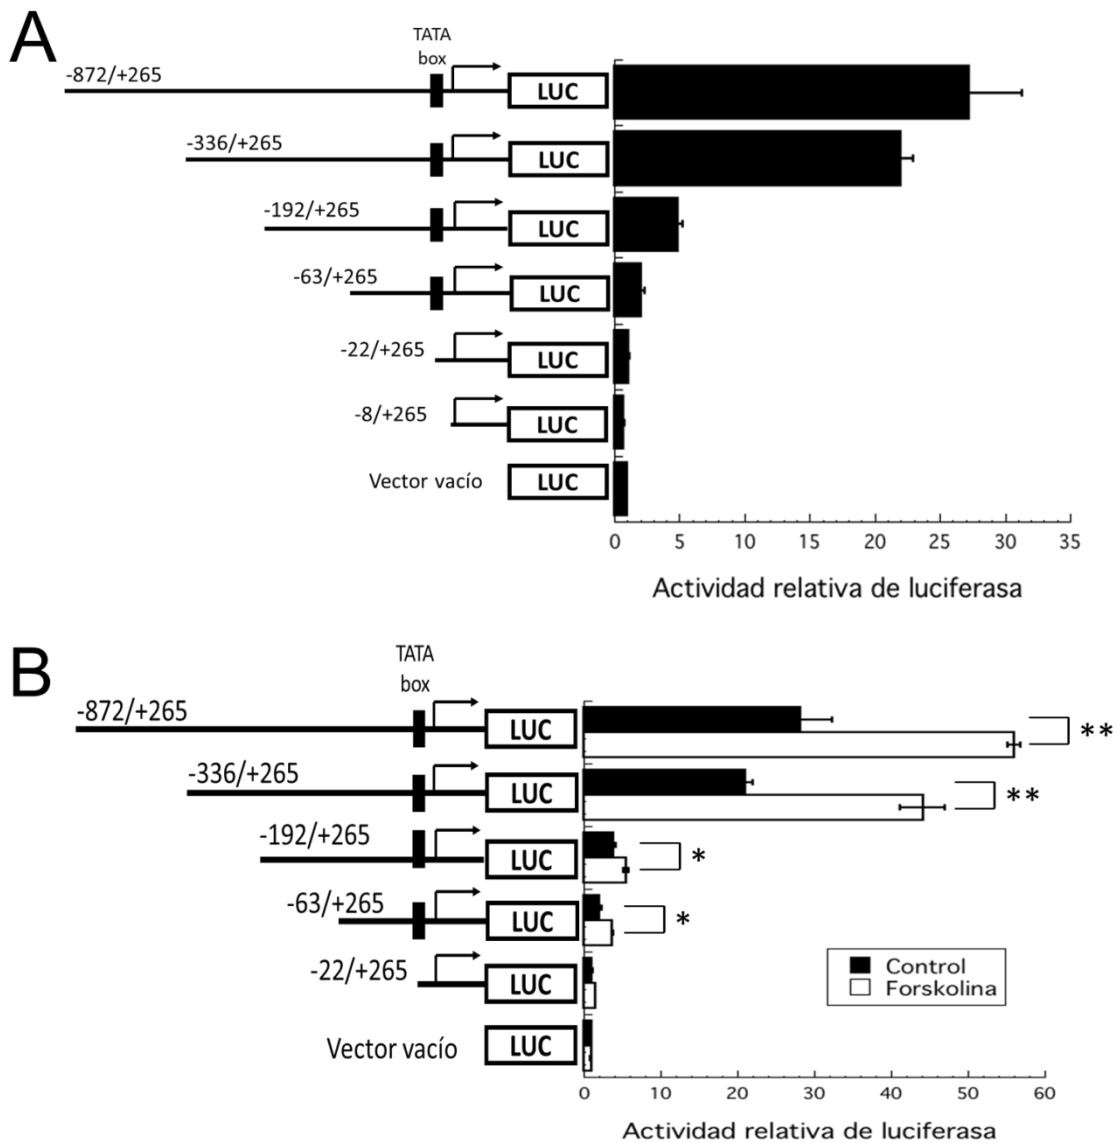 A
TATA
box
-872/+265
LUC
-336/+265
LUC
-192/+265
LUC
-63/+265
LUC
-22/+265
LUC
-8/+265
LUC
Vector vacío
LUC
0 5 10 15 20 25 30 35
Actividad relativa de luciferasa
B
TATA
box
-872/+265
LUC
**
-336/+265
LUC
**
-192/+265
LUC
*
-63/+265
LUC
*
-22/+265
LUC
Control
Forskolina
Vector vacío
LUC
0 10 20 30 40 50 60
Actividad relativa de luciferasa